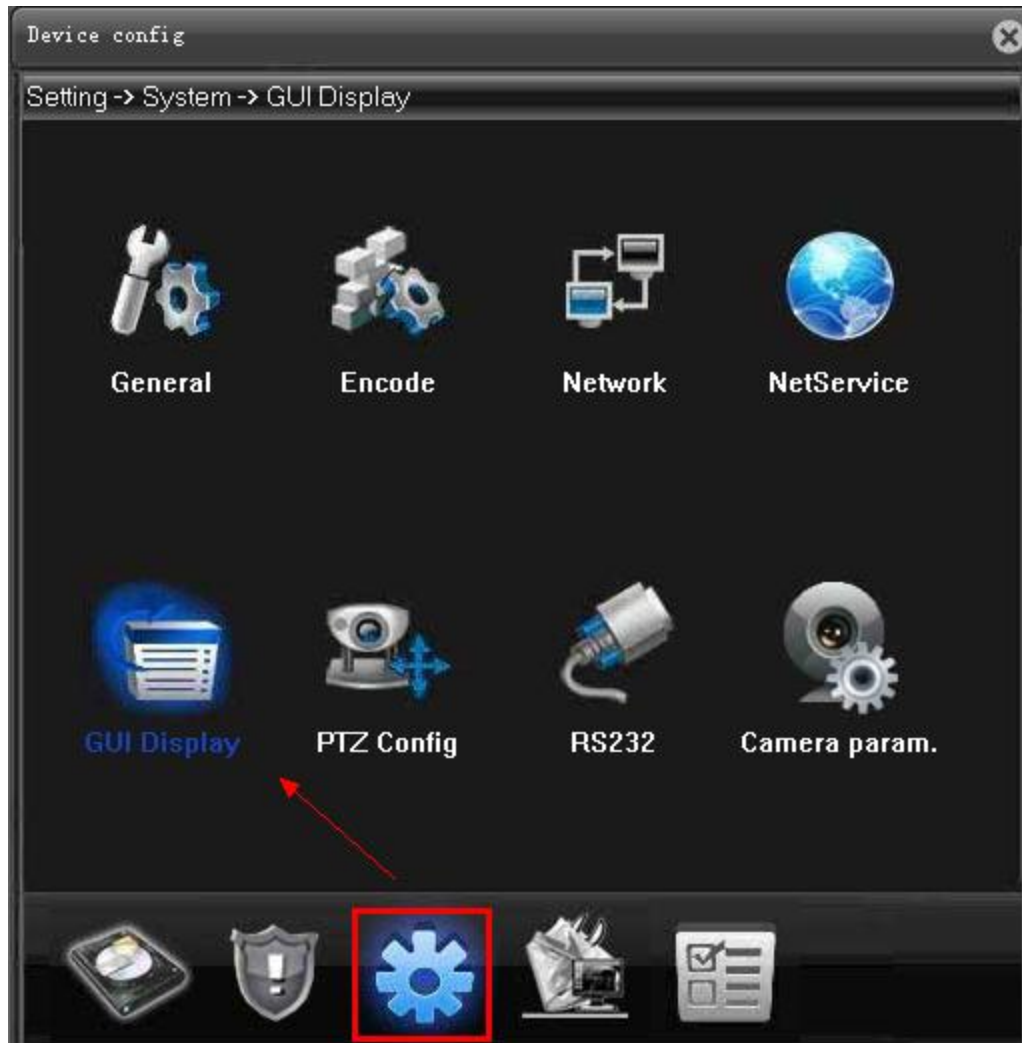 Device config
Setting -> System -> GUI Display
General
Encode
Network
NetService
GUI Display
PTZ Config
RS232
Camera param.